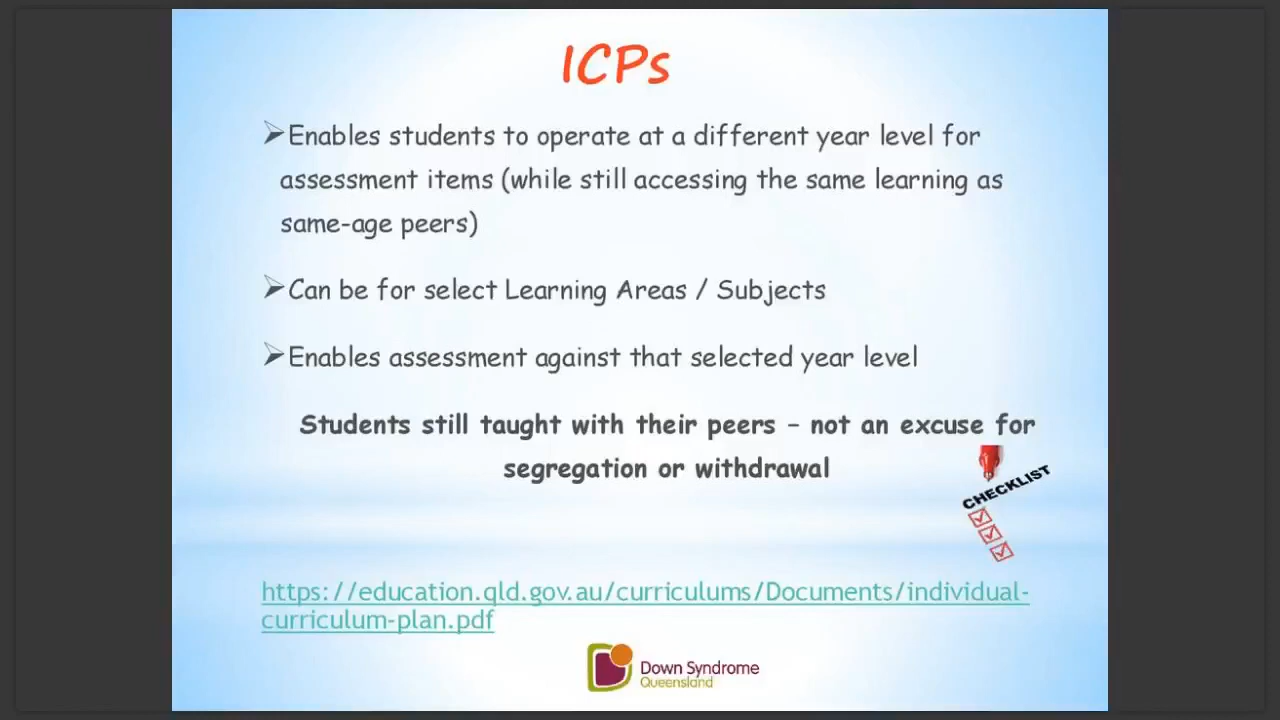 ICPs
➢Enables students to operate at a different year level for
assessment items (while still accessing the same learning as
same-age peers)
➢Can be for select Learning Areas / Subjects
➢Enables assessment against that selected year level
Students still taught with their peers – not an excuse for
segregation or withdrawal
CHECKLIST
https://education.qld.gov.au/curriculums/Documents/individual-
curriculum-plan.pdf
Down Syndrome
Queensland